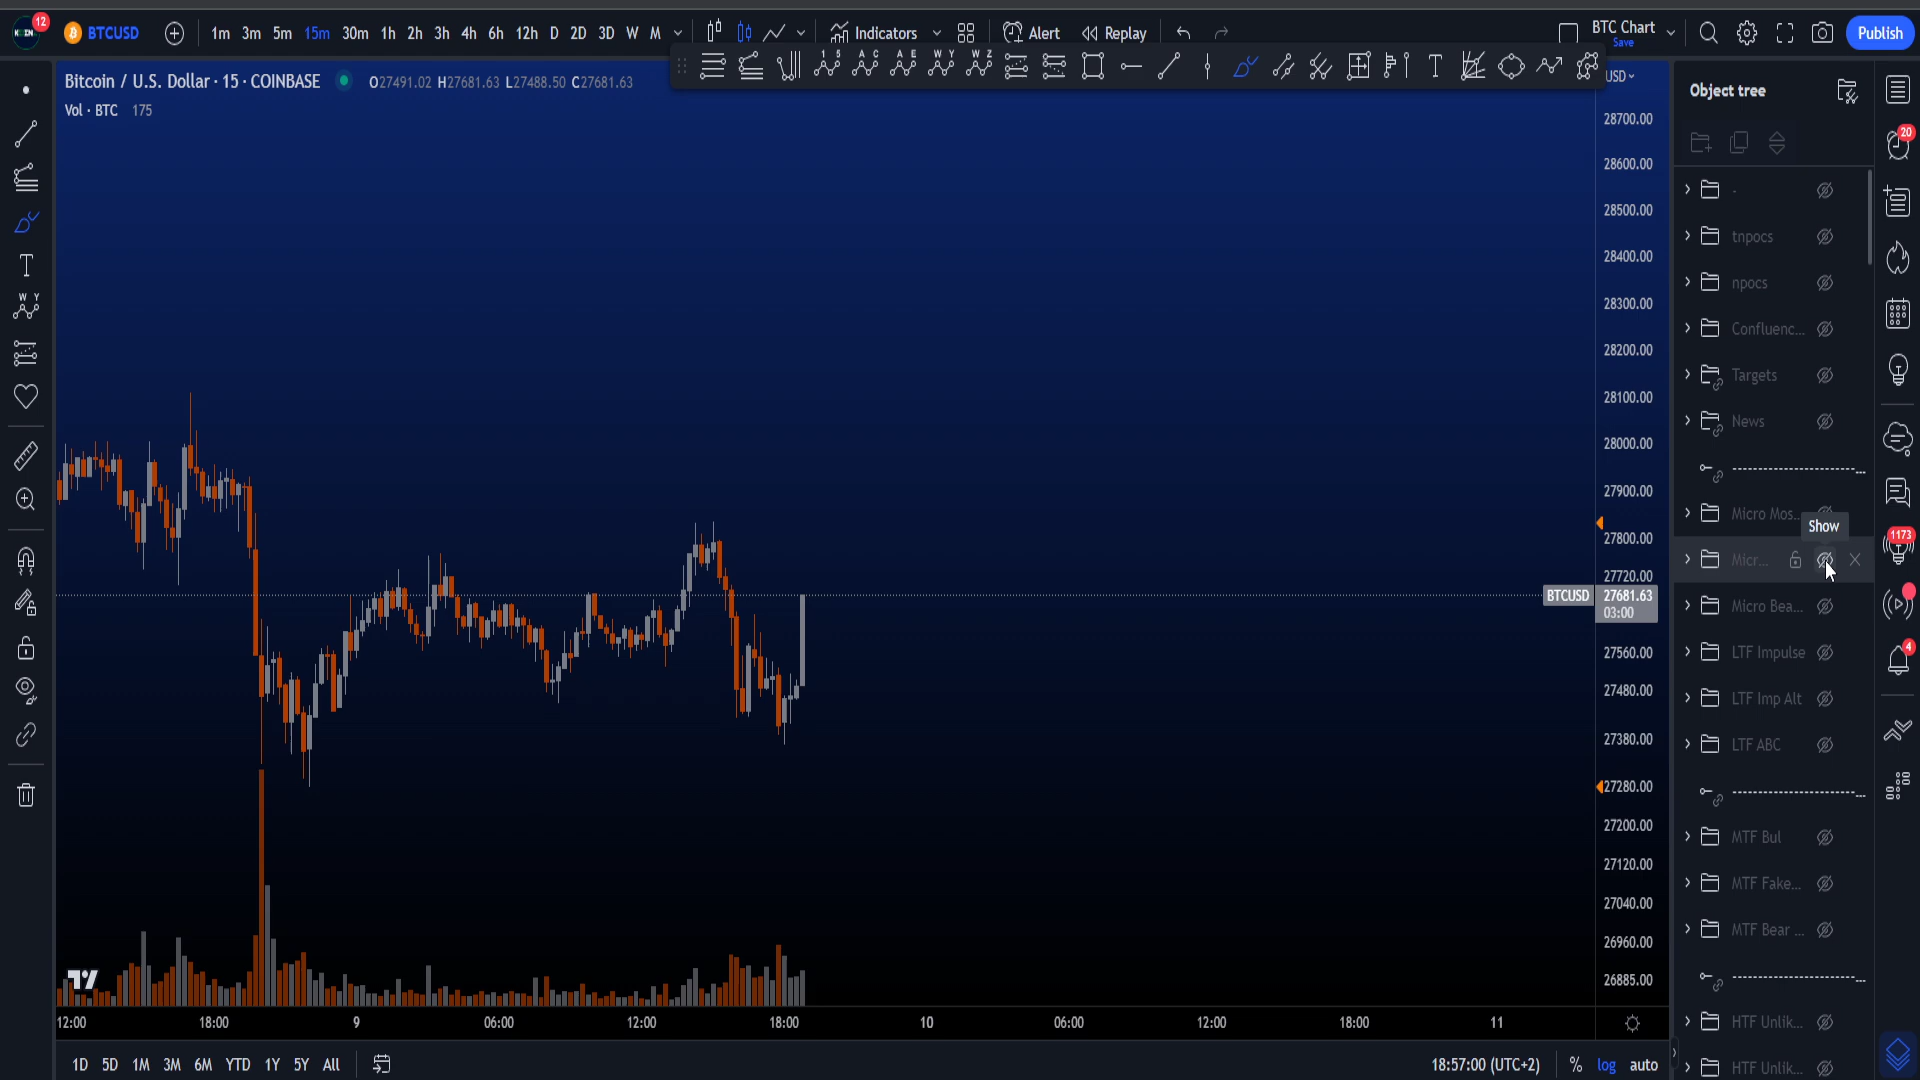 12
BTCUSD
1m 3m 5m 15m 30m 1h 2h 3h 4h 6h 12h D 2D 3D W M
Indicators
Alert
Replay
BTC Chart
Save
Publish
Bitcoin / U.S. Dollar · 15 · COINBASE O27491.02 H27681.63 L27488.50 C27681.63
Vol · BTC 175
USD
28700.00
28600.00
28500.00
28400.00
28300.00
28200.00
28100.00
28000.00
27900.00
27800.00
27720.00
BTCUSD 27681.63
03:00
27560.00
27480.00
27380.00
27280.00
27200.00
27120.00
27040.00
26960.00
26885.00
12:00 18:00 9 06:00 12:00 18:00 10 06:00 12:00 18:00 11
1D 5D 1M 3M 6M YTD 1Y 5Y All
18:57:00 (UTC+2) % log auto
Object tree
-
tnpocs
npocs
Confluenc...
Targets
News
Micro Mos...
Show
Micr...
Micro Bea...
LTF Impulse
LTF Imp Alt
LTF ABC
MTF Bul
MTF Fake...
MTF Bear ...
HTF Unlik...
HTF Unlik...
20
1173
4